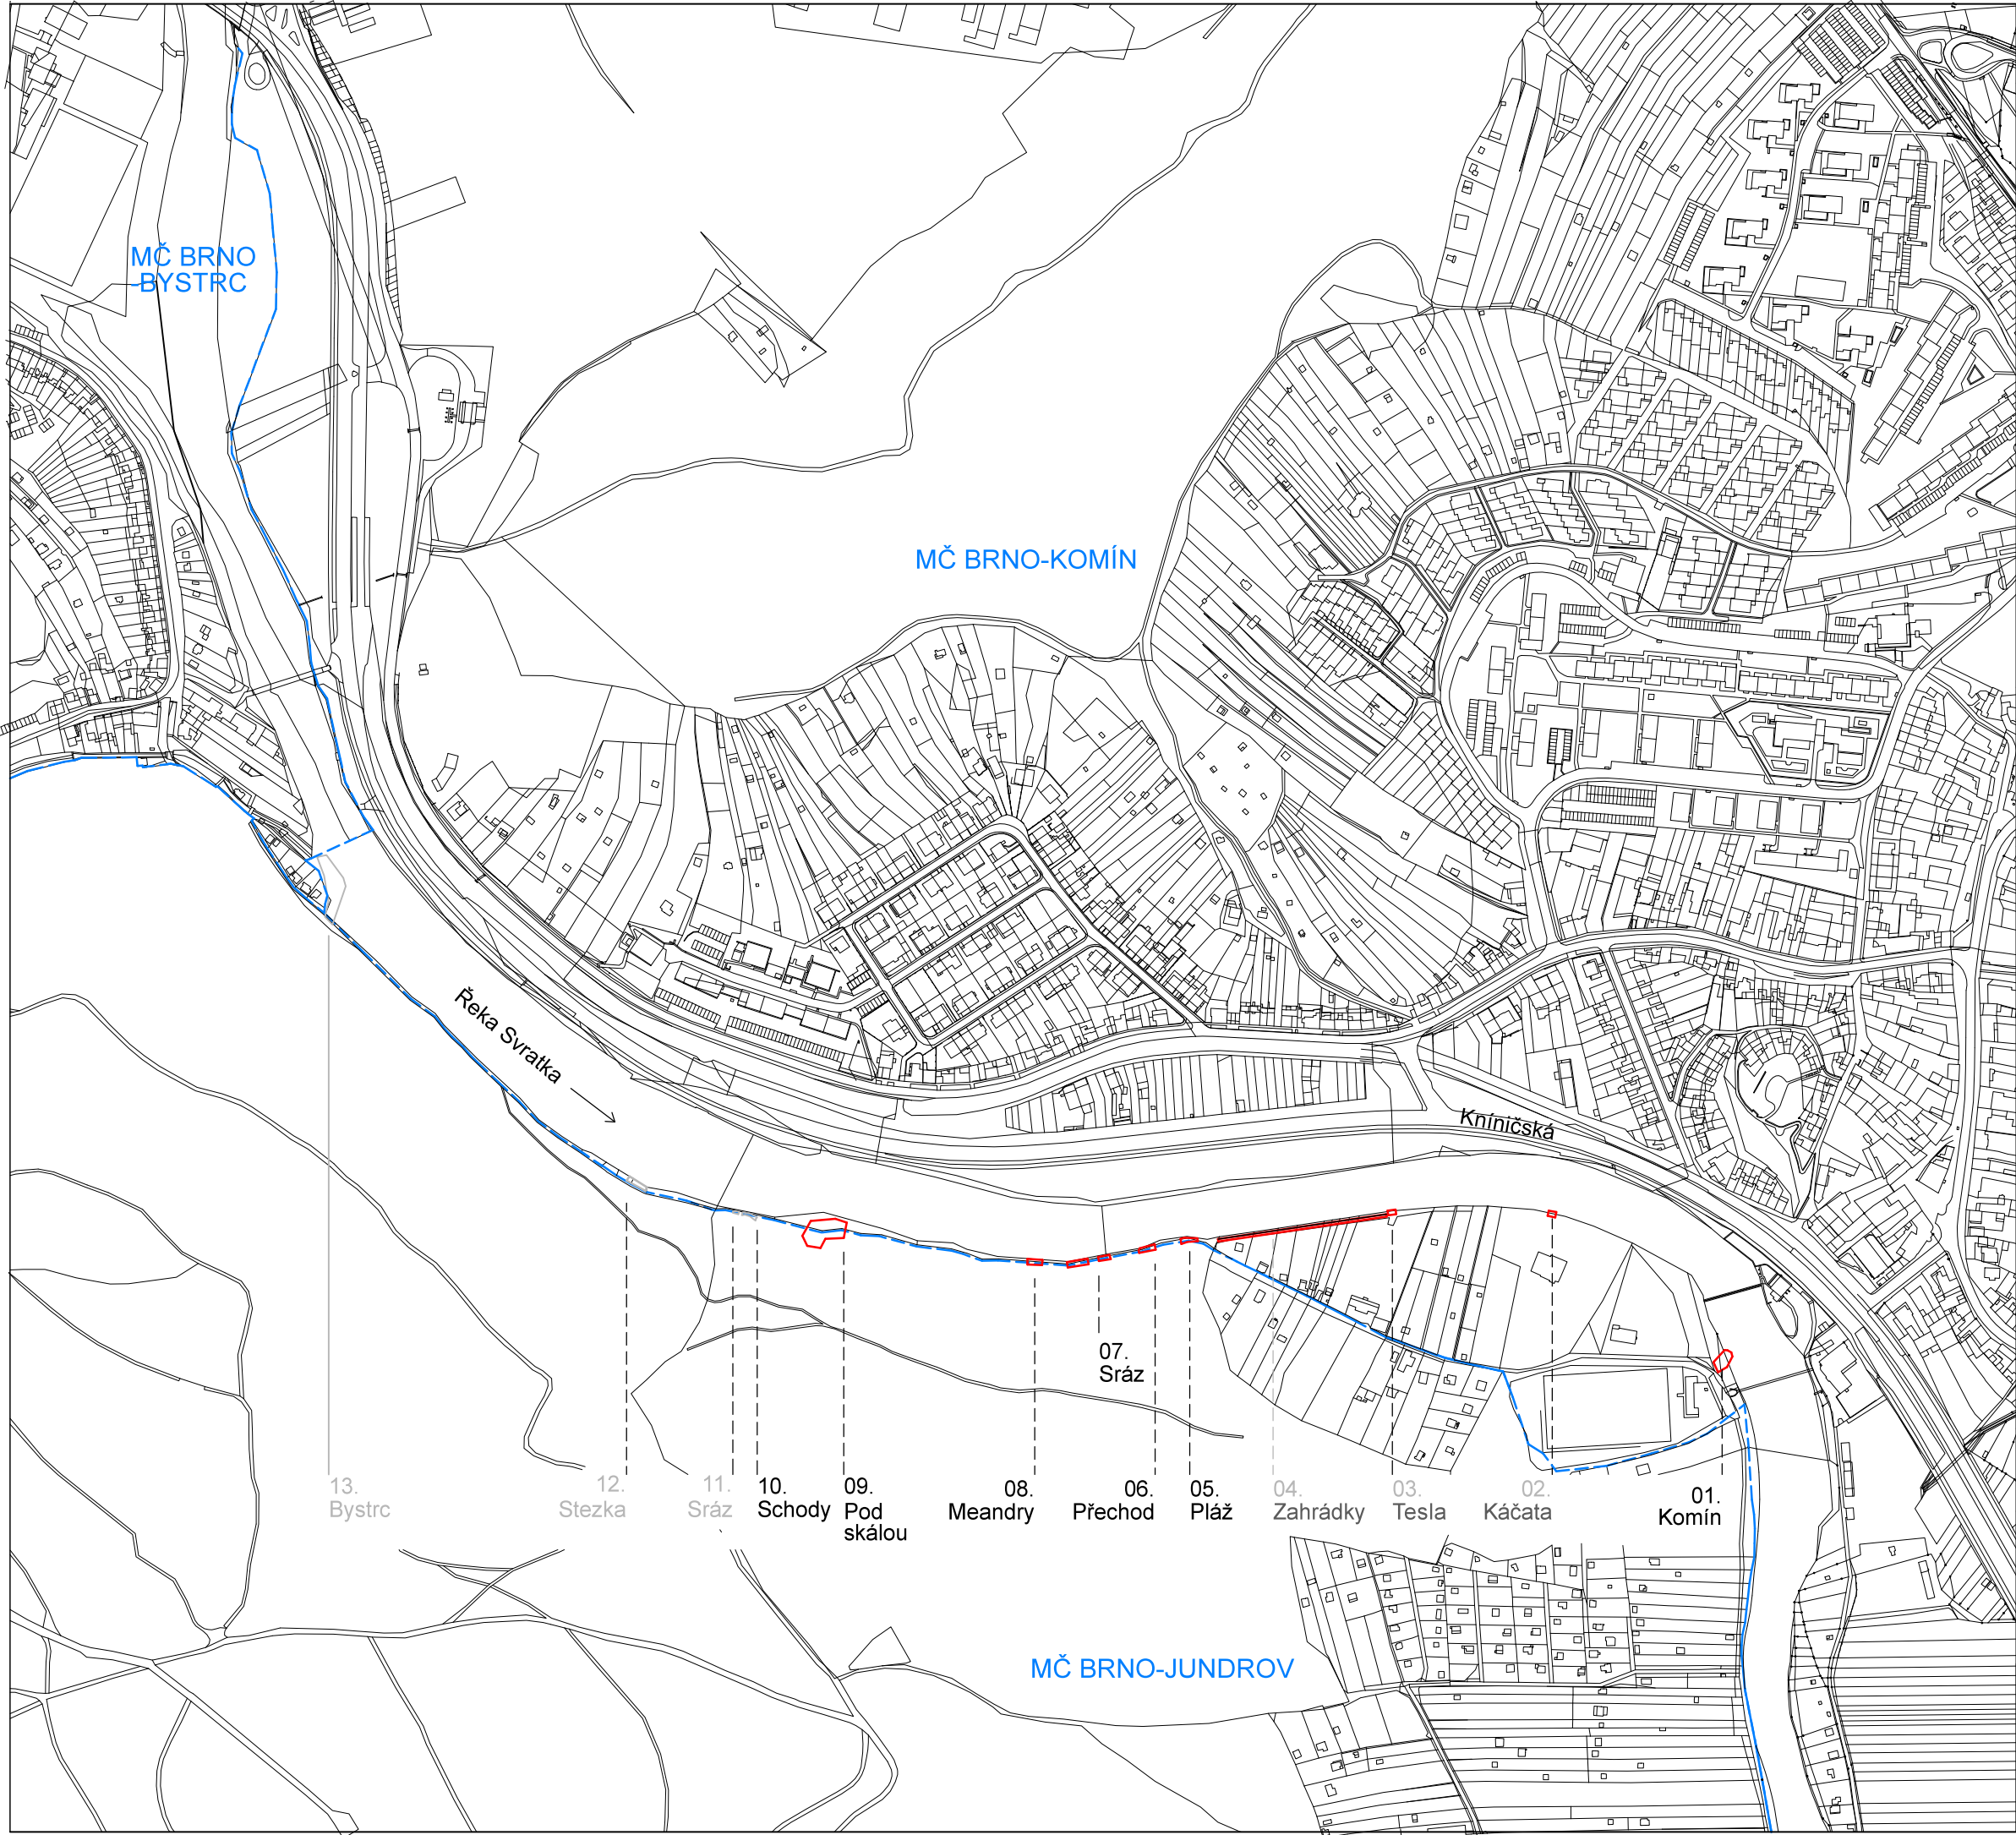 MČ BRNO
-BYSTRC
MČ BRNO-KOMÍN
Řeka Svratka
Kníničská
07.
Sráz
13.
Bystrc
12.
Stezka
11.
Sráz
10.
Schody
09.
Pod
skálou
08.
Meandry
06.
Přechod
05.
Pláž
04.
Zahrádky
03.
Tesla
02.
Káčata
01.
Komín
MČ BRNO-JUNDROV